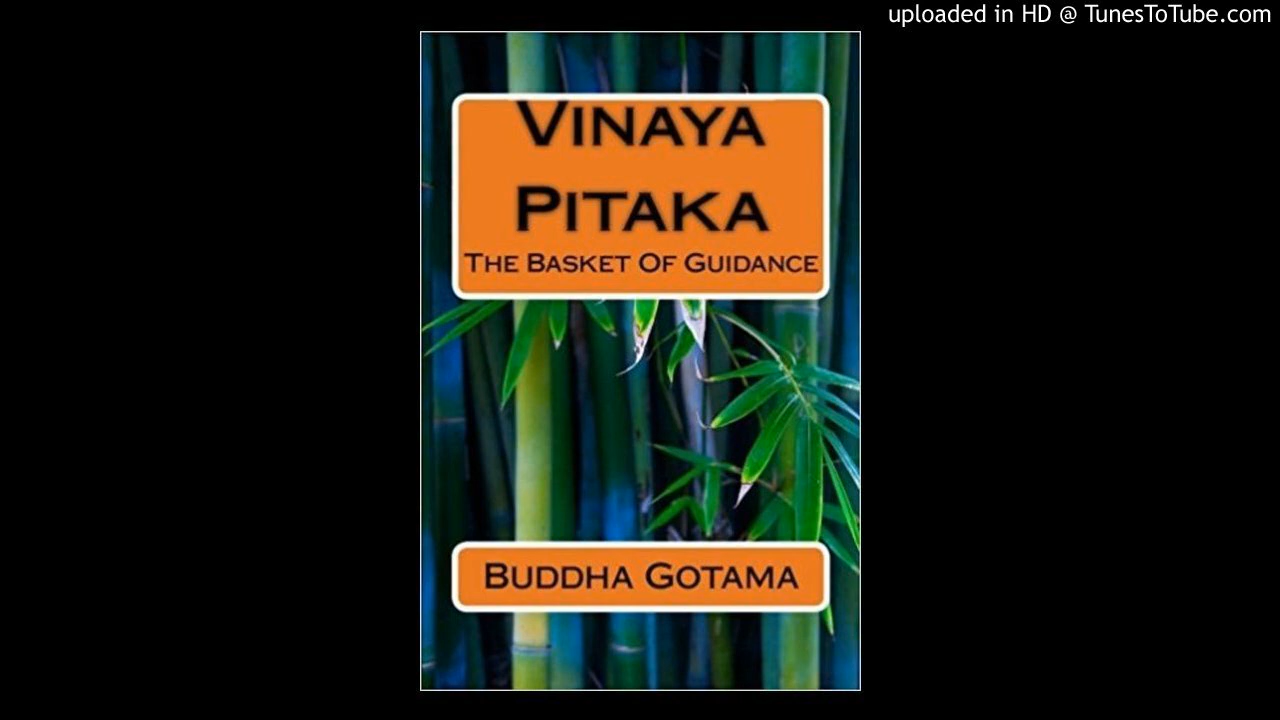 uploaded in HD @ TunesToTube.com
VINAYA
PITAKA
THE BASKET OF GUIDANCE
BUDDHA GOTAMA